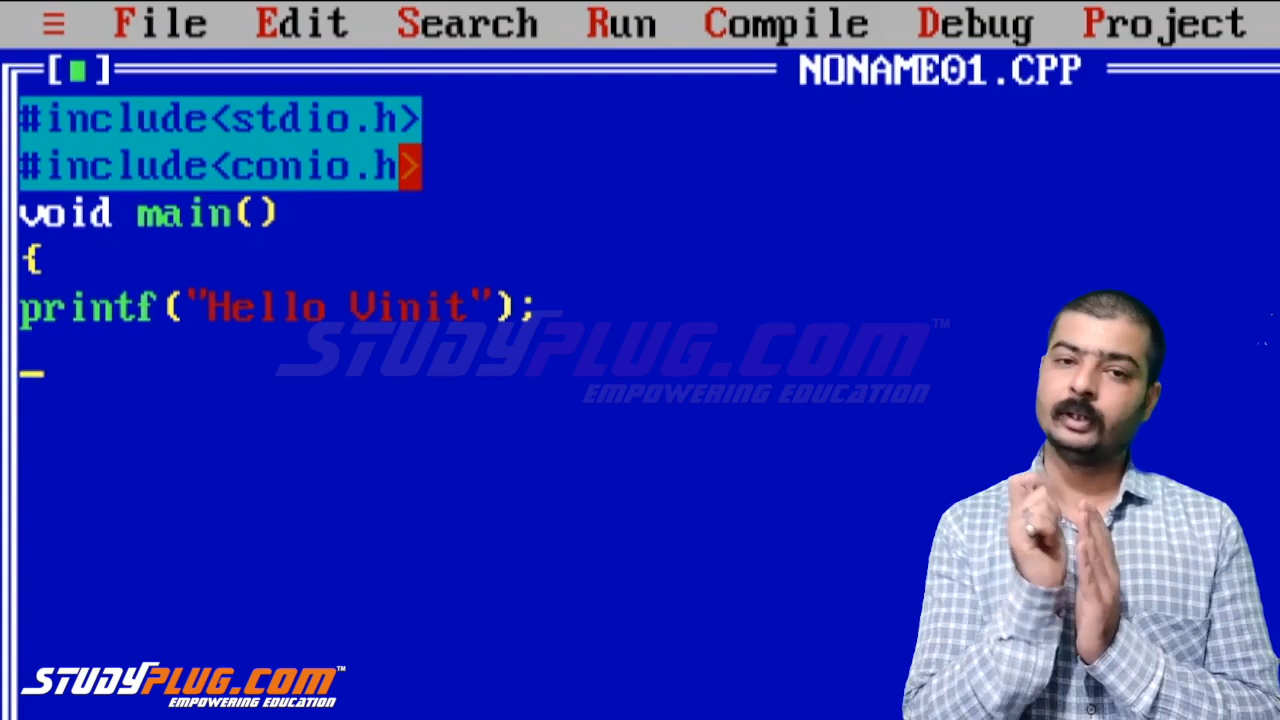 ≡ File Edit Search Run Compile Debug Project
[■] NONAME01.CPP
#include<stdio.h>
#include<conio.h>
void main()
{
printf("Hello Vinit");
_
STUDYPLUG.COM™
EMPOWERING EDUCATION
STUDYPLUG.COM™
EMPOWERING EDUCATION